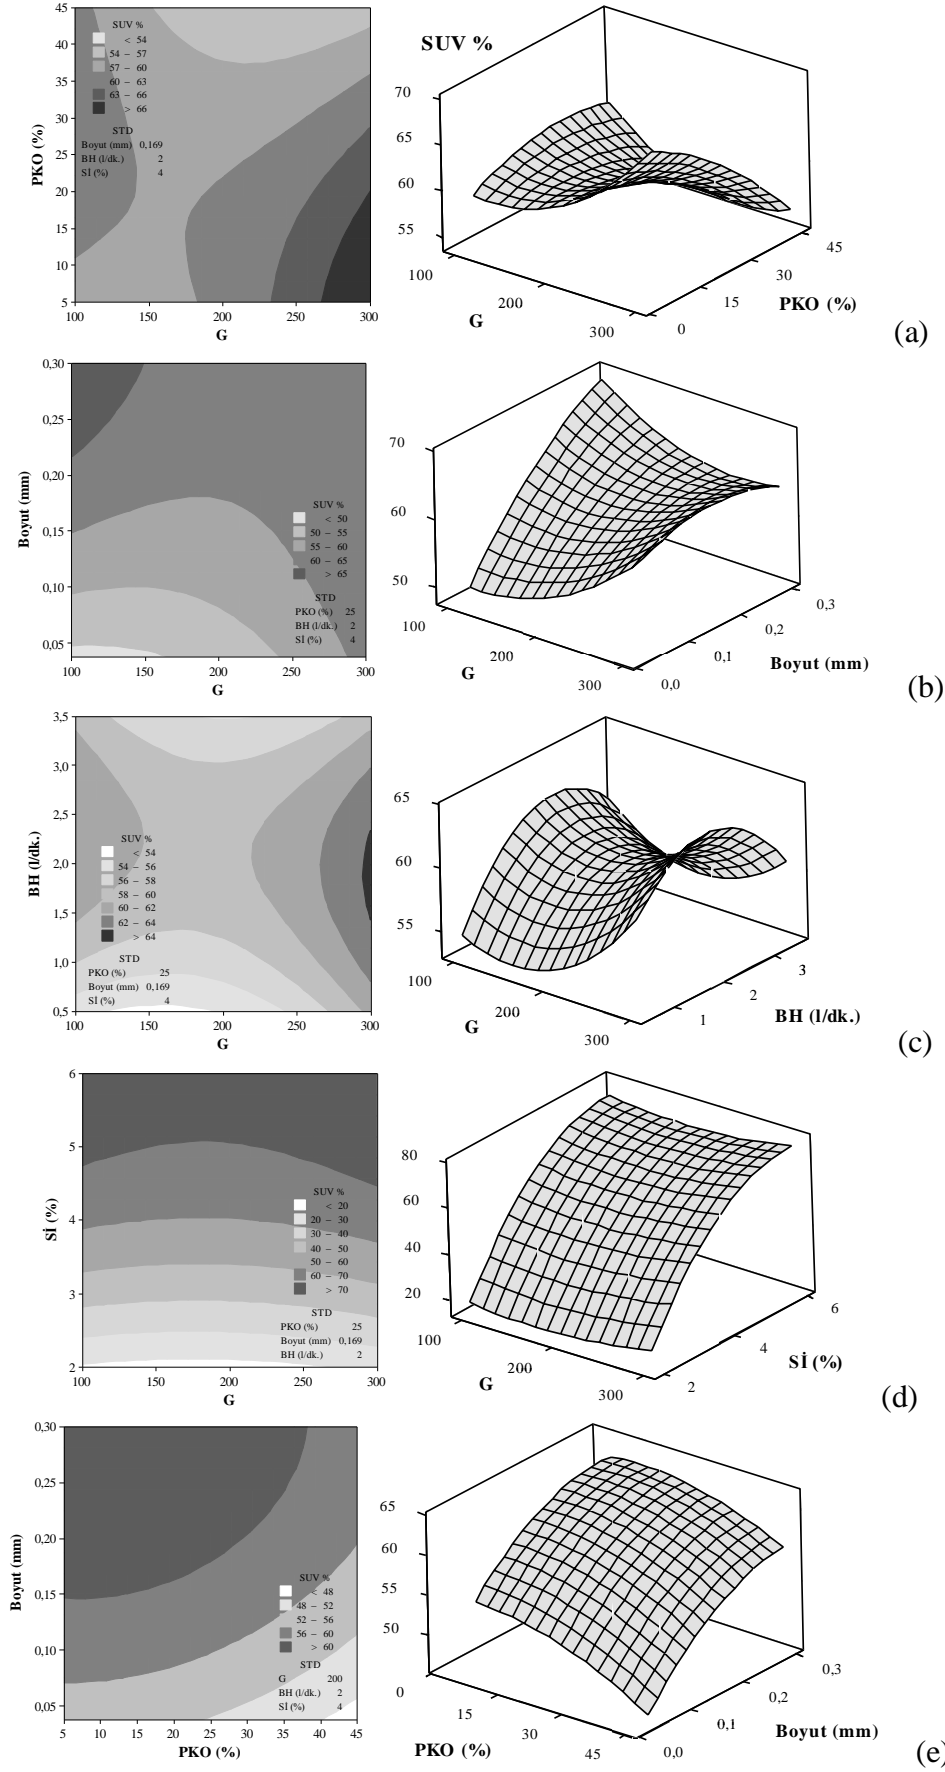 45
40
35
30
25
20
15
10
5
PKO (%)
SUV %
< 54
54 – 57
57 – 60
60 – 63
63 – 66
> 66
STD
Boyut (mm) 0,169
BH (l/dk.) 2
Sİ (%) 4
100 150 200 250 300
G
SUV %
70
65
60
55
100
200
300
G
0
15
30
45
PKO (%)
(a)
0,30
0,25
0,20
0,15
0,10
0,05
Boyut (mm)
SUV %
< 50
50 – 55
55 – 60
60 – 65
> 65
STD
PKO (%) 25
BH (l/dk.) 2
Sİ (%) 4
100 150 200 250 300
G
70
60
50
100
200
300
G
0,0
0,1
0,2
0,3
Boyut (mm)
(b)
3,5
3,0
2,5
2,0
1,5
1,0
0,5
BH (l/dk.)
SUV %
< 54
54 – 56
56 – 58
58 – 60
60 – 62
62 – 64
> 64
STD
PKO (%) 25
Boyut (mm) 0,169
Sİ (%) 4
100 150 200 250 300
G
65
60
55
100
200
300
G
1
2
3
BH (l/dk.)
(c)
6
5
4
3
2
Sİ (%)
SUV %
< 20
20 – 30
30 – 40
40 – 50
50 – 60
60 – 70
> 70
STD
PKO (%) 25
Boyut (mm) 0,169
BH (l/dk.) 2
100 150 200 250 300
G
80
60
40
20
100
200
300
G
2
4
6
Sİ (%)
(d)
0,30
0,25
0,20
0,15
0,10
0,05
Boyut (mm)
SUV %
< 48
48 – 52
52 – 56
56 – 60
> 60
STD
G 200
BH (l/dk.) 2
Sİ (%) 4
5 10 15 20 25 30 35 40 45
PKO (%)
65
60
55
50
0
15
30
45
PKO (%)
0,0
0,1
0,2
0,3
Boyut (mm)
(e)